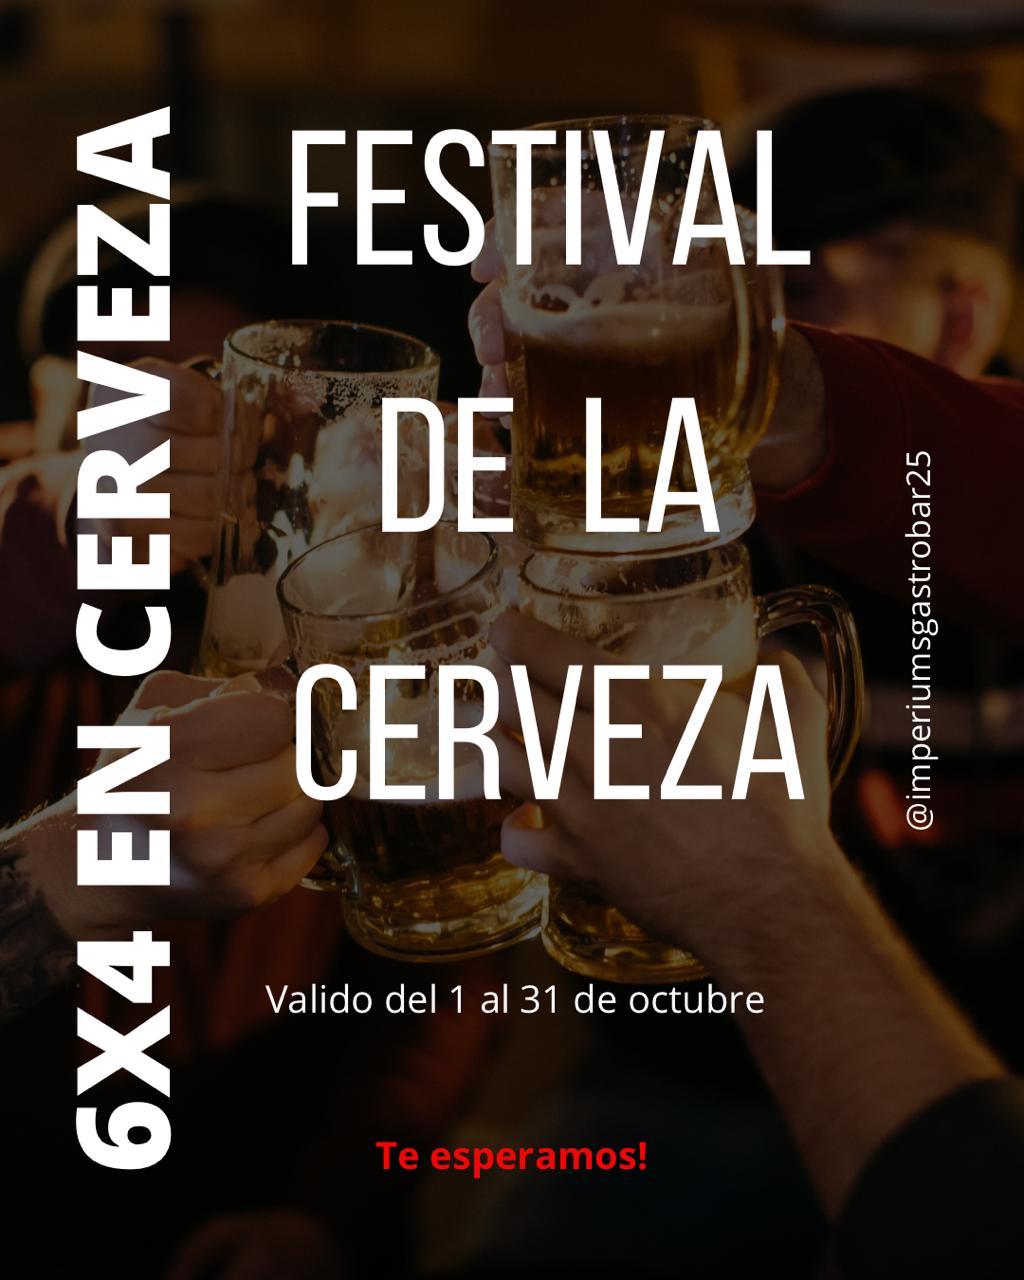 6X4 EN CERVEZA
FESTIVAL
DE LA
CERVEZA
@imperiumsgastrobar25
Valido del 1 al 31 de octubre
Te esperamos!